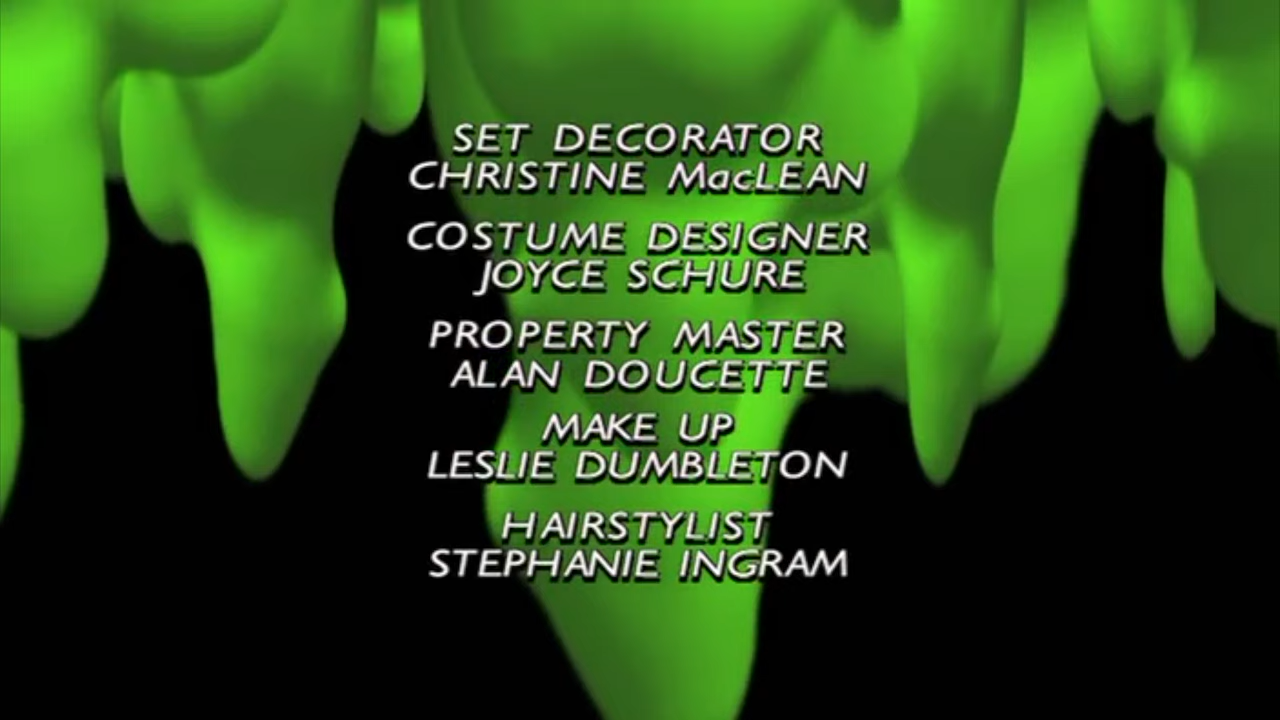 SET DECORATOR
CHRISTINE MacLEAN
COSTUME DESIGNER
JOYCE SCHURE
PROPERTY MASTER
ALAN DOUCETTE
MAKE UP
LESLIE DUMBLETON
HAIRSTYLIST
STEPHANIE INGRAM